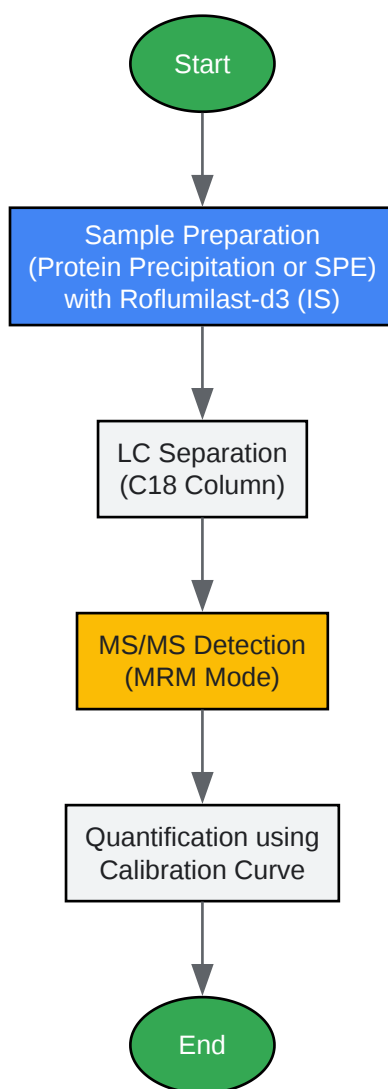 Start
Sample Preparation
(Protein Precipitation or SPE)
with Roflumilast-d3 (IS)
LC Separation
(C18 Column)
MS/MS Detection
(MRM Mode)
Quantification using
Calibration Curve
End